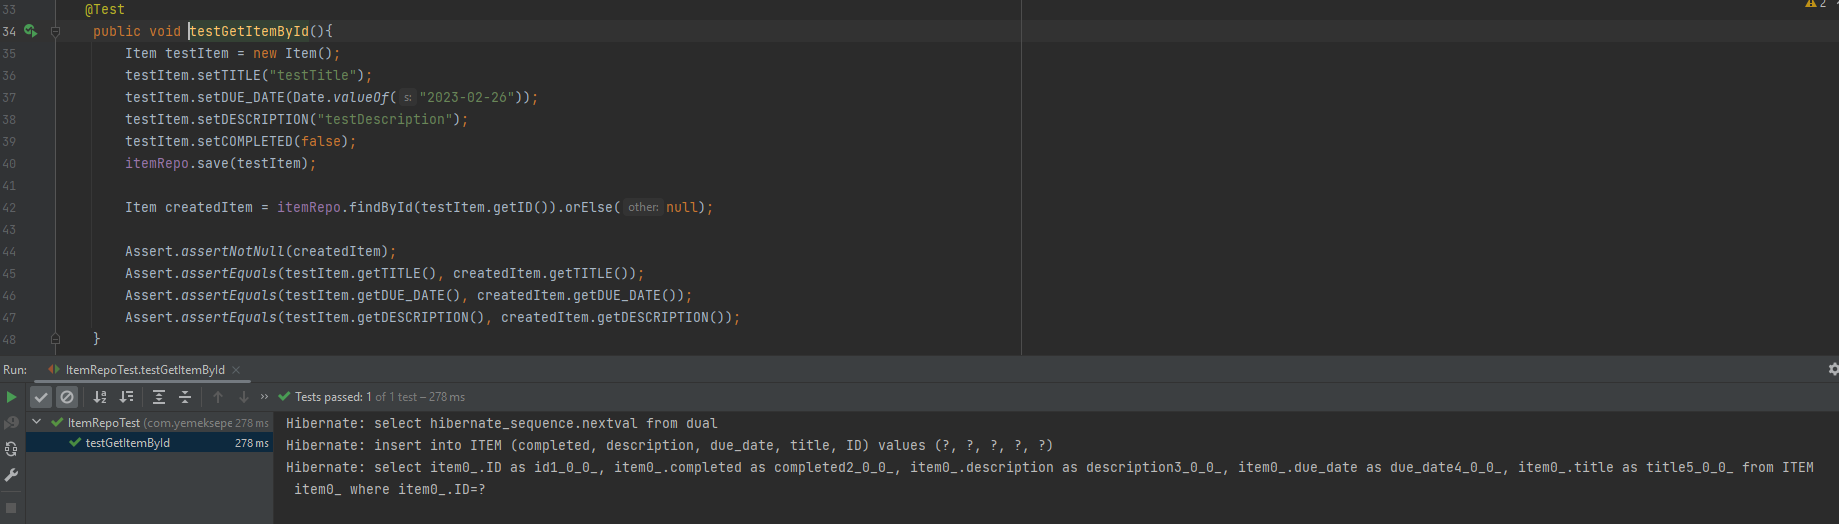 33 @Test
2
34 public void testGetItemById(){
35 Item testItem = new Item();
36 testItem.setTITLE("testTitle");
37 testItem.setDUE_DATE(Date.valueOf( s: "2023-02-26"));
38 testItem.setDESCRIPTION("testDescription");
39 testItem.setCOMPLETED(false);
40 itemRepo.save(testItem);
41
42 Item createdItem = itemRepo.findById(testItem.getID()).orElse( other: null);
43
44 Assert.assertNotNull(createdItem);
45 Assert.assertEquals(testItem.getTITLE(), createdItem.getTITLE());
46 Assert.assertEquals(testItem.getDUE_DATE(), createdItem.getDUE_DATE());
47 Assert.assertEquals(testItem.getDESCRIPTION(), createdItem.getDESCRIPTION());
48 }
Run: ItemRepoTest.testGetItemById
Tests passed: 1 of 1 test – 278 ms
ItemRepoTest (com.yemeksepe 278 ms
testGetItemById 278 ms
Hibernate: select hibernate_sequence.nextval from dual
Hibernate: insert into ITEM (completed, description, due_date, title, ID) values (?, ?, ?, ?, ?)
Hibernate: select item0_.ID as id1_0_0_, item0_.completed as completed2_0_0_, item0_.description as description3_0_0_, item0_.due_date as due_date4_0_0_, item0_.title as title5_0_0_ from ITEM
item0_ where item0_.ID=?